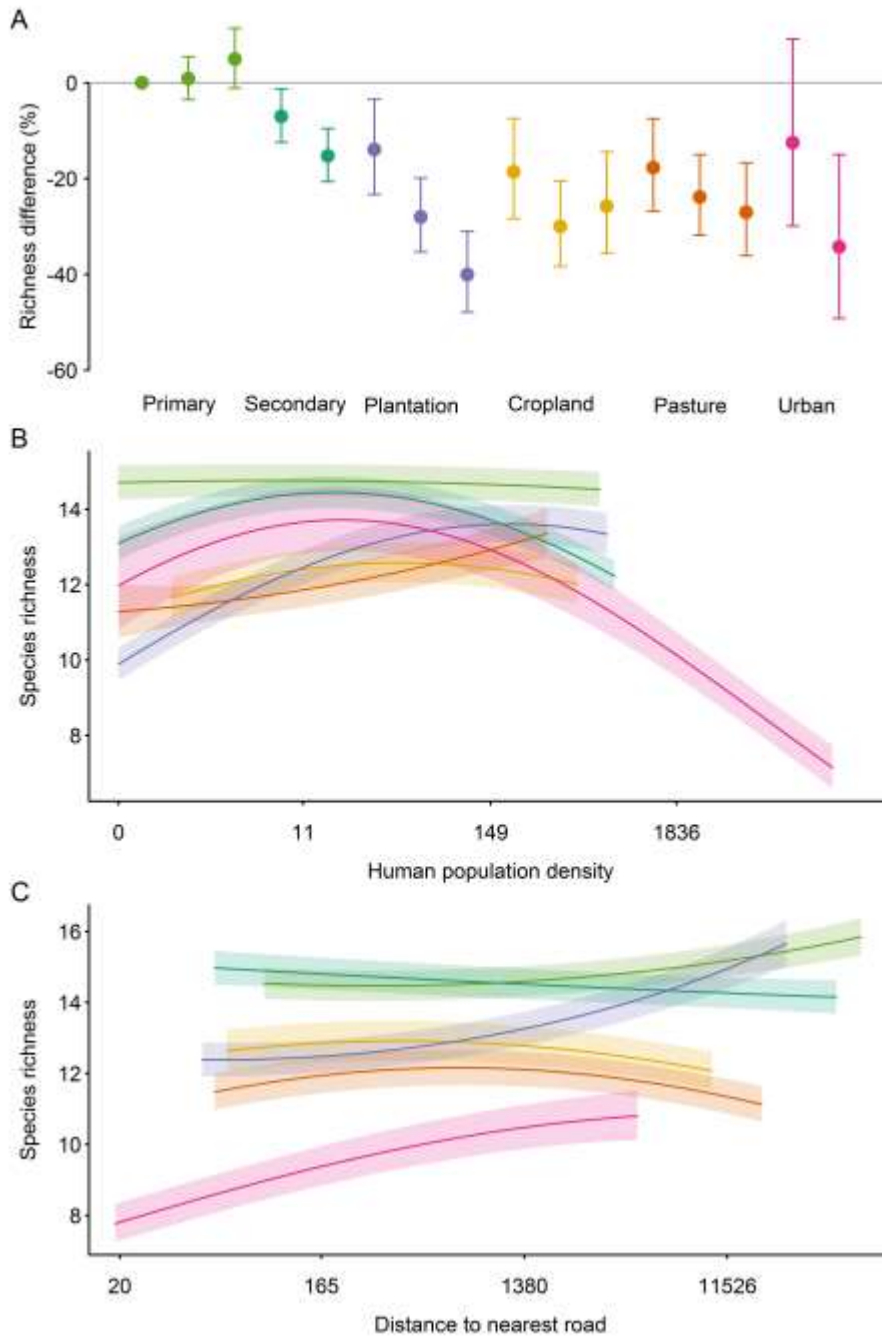 A
0
-20
-40
-60
Richness difference (%)
Primary Secondary Plantation Cropland Pasture Urban
B
14
12
10
8
Species richness
0 11 149 1836
Human population density
C
16
14
12
10
8
Species richness
20 165 1380 11526
Distance to nearest road